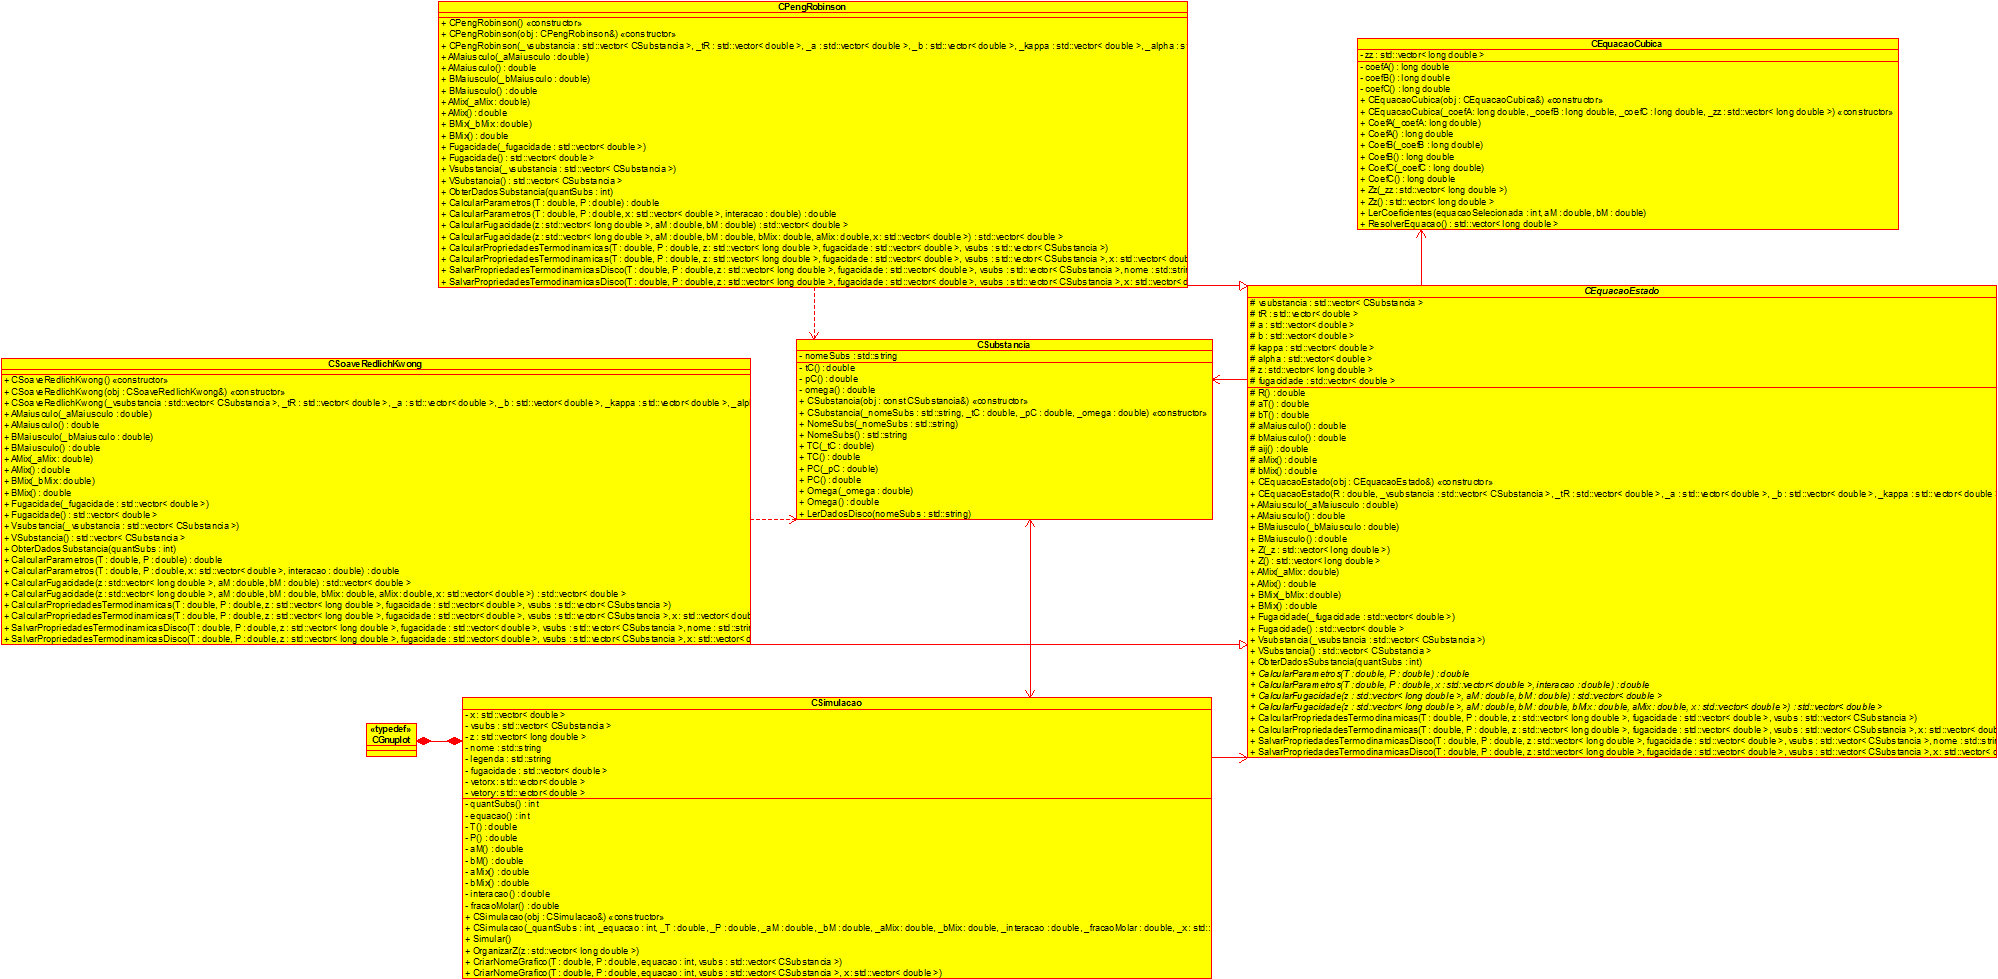 CPengRobinson
+ CPengRobinson() «constructor»
+ CPengRobinson(obj : CPengRobinson&) «constructor»
+ CPengRobinson(_vsubstancia : std::vector< CSubstancia >, _tR : std::vector< double >, _a : std::vector< double >, _b : std::vector< double >, _kappa : std::vector< double >, _alpha : s
+ AMaiusculo(_aMaiusculo : double)
+ AMaiusculo() : double
+ BMaiusculo(_bMaiusculo : double)
+ BMaiusculo() : double
+ AMix(_aMix : double)
+ AMix() : double
+ BMix(_bMix : double)
+ BMix() : double
+ Fugacidade(_fugacidade : std::vector< double >)
+ Fugacidade() : std::vector< double >
+ Vsubstancia(_vsubstancia : std::vector< CSubstancia >)
+ VSubstancia() : std::vector< CSubstancia >
+ ObterDadosSubstancia(quantSubs : int)
+ CalcularParametros(T : double, P : double) : double
+ CalcularParametros(T : double, P : double, x : std::vector< double >, interacao : double) : double
+ CalcularFugacidade(z : std::vector< long double >, aM : double, bM : double) : std::vector< double >
+ CalcularFugacidade(z : std::vector< long double >, aM : double, bM : double, bMix : double, aMix : double, x : std::vector< double >) : std::vector< double >
+ CalcularPropriedadesTermodinamicas(T : double, P : double, z : std::vector< long double >, fugacidade : std::vector< double >, vsubs : std::vector< CSubstancia >)
+ CalcularPropriedadesTermodinamicas(T : double, P : double, z : std::vector< long double >, fugacidade : std::vector< double >, vsubs : std::vector< CSubstancia >, x : std::vector< doub
+ SalvarPropriedadesTermodinamicasDisco(T : double, P : double, z : std::vector< long double >, fugacidade : std::vector< double >, vsubs : std::vector< CSubstancia >, nome : std::strin
+ SalvarPropriedadesTermodinamicasDisco(T : double, P : double, z : std::vector< long double >, fugacidade : std::vector< double >, vsubs : std::vector< CSubstancia >, x : std::vector< d
CEquacaoCubica
- zz : std::vector< long double >
- coefA() : long double
- coefB() : long double
- coefC() : long double
+ CEquacaoCubica(obj : CEquacaoCubica&) «constructor»
+ CEquacaoCubica(_coefA : long double, _coefB : long double, _coefC : long double, _zz : std::vector< long double >) «constructor»
+ CoefA(_coefA : long double)
+ CoefA() : long double
+ CoefB(_coefB : long double)
+ CoefB() : long double
+ CoefC(_coefC : long double)
+ CoefC() : long double
+ Zz(_zz : std::vector< long double >)
+ Zz() : std::vector< long double >
+ LerCoeficientes(equacaoSelecionada : int, aM : double, bM : double)
+ ResolverEquacao() : std::vector< long double >
CSoaveRedlichKwong
+ CSoaveRedlichKwong() «constructor»
+ CSoaveRedlichKwong(obj : CSoaveRedlichKwong&) «constructor»
+ CSoaveRedlichKwong(_vsubstancia : std::vector< CSubstancia >, _tR : std::vector< double >, _a : std::vector< double >, _b : std::vector< double >, _kappa : std::vector< double >, _alp
+ AMaiusculo(_aMaiusculo : double)
+ AMaiusculo() : double
+ BMaiusculo(_bMaiusculo : double)
+ BMaiusculo() : double
+ AMix(_aMix : double)
+ AMix() : double
+ BMix(_bMix : double)
+ BMix() : double
+ Fugacidade(_fugacidade : std::vector< double >)
+ Fugacidade() : std::vector< double >
+ Vsubstancia(_vsubstancia : std::vector< CSubstancia >)
+ VSubstancia() : std::vector< CSubstancia >
+ ObterDadosSubstancia(quantSubs : int)
+ CalcularParametros(T : double, P : double) : double
+ CalcularParametros(T : double, P : double, x : std::vector< double >, interacao : double) : double
+ CalcularFugacidade(z : std::vector< long double >, aM : double, bM : double) : std::vector< double >
+ CalcularFugacidade(z : std::vector< long double >, aM : double, bM : double, bMix : double, aMix : double, x : std::vector< double >) : std::vector< double >
+ CalcularPropriedadesTermodinamicas(T : double, P : double, z : std::vector< long double >, fugacidade : std::vector< double >, vsubs : std::vector< CSubstancia >)
+ CalcularPropriedadesTermodinamicas(T : double, P : double, z : std::vector< long double >, fugacidade : std::vector< double >, vsubs : std::vector< CSubstancia >, x : std::vector< doub
+ SalvarPropriedadesTermodinamicasDisco(T : double, P : double, z : std::vector< long double >, fugacidade : std::vector< double >, vsubs : std::vector< CSubstancia >, nome : std::strin
+ SalvarPropriedadesTermodinamicasDisco(T : double, P : double, z : std::vector< long double >, fugacidade : std::vector< double >, vsubs : std::vector< CSubstancia >, x : std::vector< d
CSubstancia
- nomeSubs : std::string
- tC() : double
- pC() : double
- omega() : double
+ CSubstancia(obj : const CSubstancia&) «constructor»
+ CSubstancia(_nomeSubs : std::string, _tC : double, _pC : double, _omega : double) «constructor»
+ NomeSubs(_nomeSubs : std::string)
+ NomeSubs() : std::string
+ TC(_tC : double)
+ TC() : double
+ PC(_pC : double)
+ PC() : double
+ Omega(_omega : double)
+ Omega() : double
+ LerDadosDisco(nomeSubs : std::string)
CEquacaoEstado
# vsubstancia : std::vector< CSubstancia >
# tR : std::vector< double >
# a : std::vector< double >
# b : std::vector< double >
# kappa : std::vector< double >
# alpha : std::vector< double >
# z : std::vector< long double >
# fugacidade : std::vector< double >
# R() : double
# aT() : double
# bT() : double
# aMaiusculo() : double
# bMaiusculo() : double
# aij() : double
# aMix() : double
# bMix() : double
+ CEquacaoEstado(obj : CEquacaoEstado&) «constructor»
+ CEquacaoEstado(R : double, _vsubstancia : std::vector< CSubstancia >, _tR : std::vector< double >, _a : std::vector< double >, _b : std::vector< double >, _kappa : std::vector< double
+ AMaiusculo(_aMaiusculo : double)
+ AMaiusculo() : double
+ BMaiusculo(_bMaiusculo : double)
+ BMaiusculo() : double
+ Z(_z : std::vector< long double >)
+ Z() : std::vector< long double >
+ AMix(_aMix : double)
+ AMix() : double
+ BMix(_bMix : double)
+ BMix() : double
+ Fugacidade(_fugacidade : std::vector< double >)
+ Fugacidade() : std::vector< double >
+ Vsubstancia(_vsubstancia : std::vector< CSubstancia >)
+ VSubstancia() : std::vector< CSubstancia >
+ ObterDadosSubstancia(quantSubs : int)
+ CalcularParametros(T : double, P : double) : double
+ CalcularParametros(T : double, P : double, x : std::vector< double >, interacao : double) : double
+ CalcularFugacidade(z : std::vector< long double >, aM : double, bM : double) : std::vector< double >
+ CalcularFugacidade(z : std::vector< long double >, aM : double, bM : double, bMix : double, aMix : double, x : std::vector< double >) : std::vector< double >
+ CalcularPropriedadesTermodinamicas(T : double, P : double, z : std::vector< long double >, fugacidade : std::vector< double >, vsubs : std::vector< CSubstancia >)
+ CalcularPropriedadesTermodinamicas(T : double, P : double, z : std::vector< long double >, fugacidade : std::vector< double >, vsubs : std::vector< CSubstancia >, x : std::vector< doub
+ SalvarPropriedadesTermodinamicasDisco(T : double, P : double, z : std::vector< long double >, fugacidade : std::vector< double >, vsubs : std::vector< CSubstancia >, nome : std::strin
+ SalvarPropriedadesTermodinamicasDisco(T : double, P : double, z : std::vector< long double >, fugacidade : std::vector< double >, vsubs : std::vector< CSubstancia >, x : std::vector< d
«typedef»
CGnuplot
CSimulacao
- x : std::vector< double >
- vsubs : std::vector< CSubstancia >
- z : std::vector< long double >
- nome : std::string
- legenda : std::string
- fugacidade : std::vector< double >
- vetorx : std::vector< double >
- vetory : std::vector< double >
- quantSubs() : int
- equacao() : int
- T() : double
- P() : double
- aM() : double
- bM() : double
- aMix() : double
- bMix() : double
- interacao() : double
- fracaoMolar() : double
+ CSimulacao(obj : CSimulacao&) «constructor»
+ CSimulacao(_quantSubs : int, _equacao : int, _T : double, _P : double, _aM : double, _bM : double, _aMix : double, _bMix : double, _interacao : double, _fracaoMolar : double, _x : std::
+ Simular()
+ OrganizarZ(z : std::vector< long double >)
+ CriarNomeGrafico(T : double, P : double, equacao : int, vsubs : std::vector< CSubstancia >)
+ CriarNomeGrafico(T : double, P : double, equacao : int, vsubs : std::vector< CSubstancia >, x : std::vector< double >)